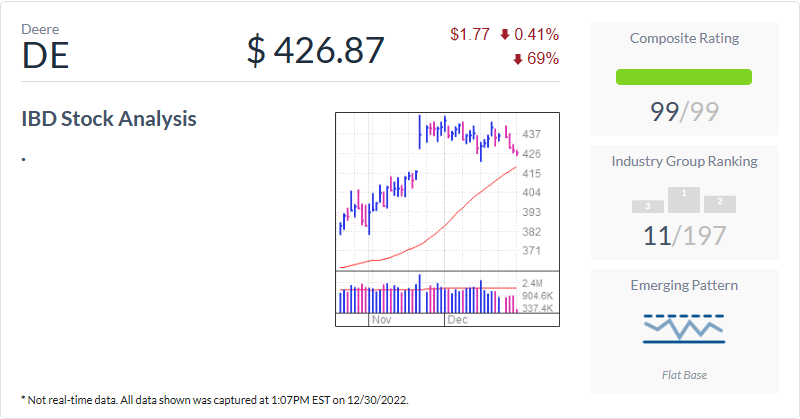 Deere
DE
$ 426.87
$1.77 0.41%
69%
IBD Stock Analysis
.
437
426
415
404
393
382
371
2.4M
904.6K
337.4K
Nov
Dec
Composite Rating
99/99
Industry Group Ranking
3
1
2
11/197
Emerging Pattern
Flat Base
* Not real-time data. All data shown was captured at 1:07PM EST on 12/30/2022.